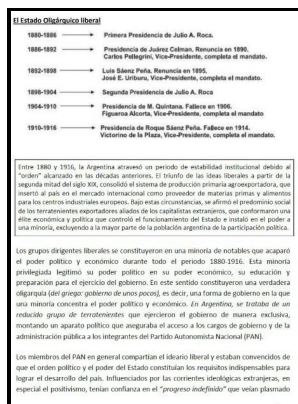 El Estado Oligárquico liberal
1880-1886 Primera Presidencia de Julio A. Roca.
1886-1892 Presidencia de Juárez Celman. Renuncia en 1890.
Carlos Pellegrini, Vice-Presidente, completa el mandato.
1892-1898 Luis Sáenz Peña, Renuncia en 1895.
José E. Uriburu, Vice-Presidente, completa el mandato.
1898-1904 Segunda Presidencia de Julio A. Roca
1904-1910 Presidencia de M. Quintana. Fallece en 1906.
Figueroa Alcorta, Vice-Presidente, completa el mandato.
1910-1916 Presidencia de Roque Sáenz Peña. Fallece en 1914.
Victorino de la Plaza, Vice-Presidente, completa el mandato.
Entre 1880 y 1916, la Argentina atravesó un período de estabilidad institucional debido al
"orden" alcanzado en las décadas anteriores. El triunfo de las ideas liberales a partir de la
segunda mitad del siglo XIX, consolidó el sistema de producción primaria agroexportadora, que
insertó al país en el mercado internacional como proveedor de materias primas y alimentos
para los centros industriales europeos. Bajo estas circunstancias, se afirmó el predominio social
de los terratenientes exportadores aliados de los capitalistas extranjeros, que conformaron una
élite económica y política que controló el funcionamiento del Estado e instaló en el poder a
una minoría, excluyendo a la mayor parte de la población argentina de la participación política.
Los grupos dirigentes liberales se constituyeron en una minoría de notables que acaparó
el poder político y económico durante todo el período 1880-1916. Esta minoría
privilegiada legitimó su poder político en su poder económico, su educación y
preparación para el ejercicio del gobierno. En este sentido constituyeron una verdadera
oligarquía (del griego: gobierno de unos pocos), es decir, una forma de gobierno en la que
una minoría concentra el poder político y económico. En Argentina, se trataba de un
reducido grupo de terratenientes que ejercieron el gobierno de manera exclusiva,
montando un aparato político que aseguraba el acceso a los cargos de gobierno y de la
administración pública a los integrantes del Partido Autonomista Nacional (PAN).
Los miembros del PAN en general compartían el ideario liberal y estaban convencidos de
que el orden político y el poder del Estado constituían los requisitos indispensables para
lograr el desarrollo del país. Influenciados por las corrientes ideológicas extranjeras, en
especial el positivismo, tenían confianza en el "progreso indefinido" que veían plasmado